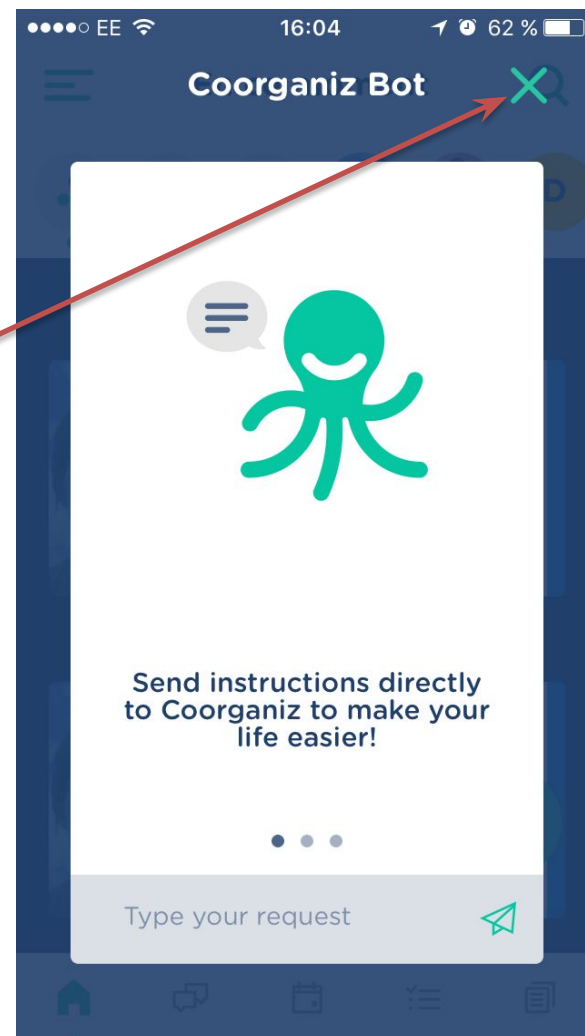 EE 16:04 62 %
Coorganiz Bot
D
Send instructions directly
to Coorganiz to make your
life easier!
Type your request